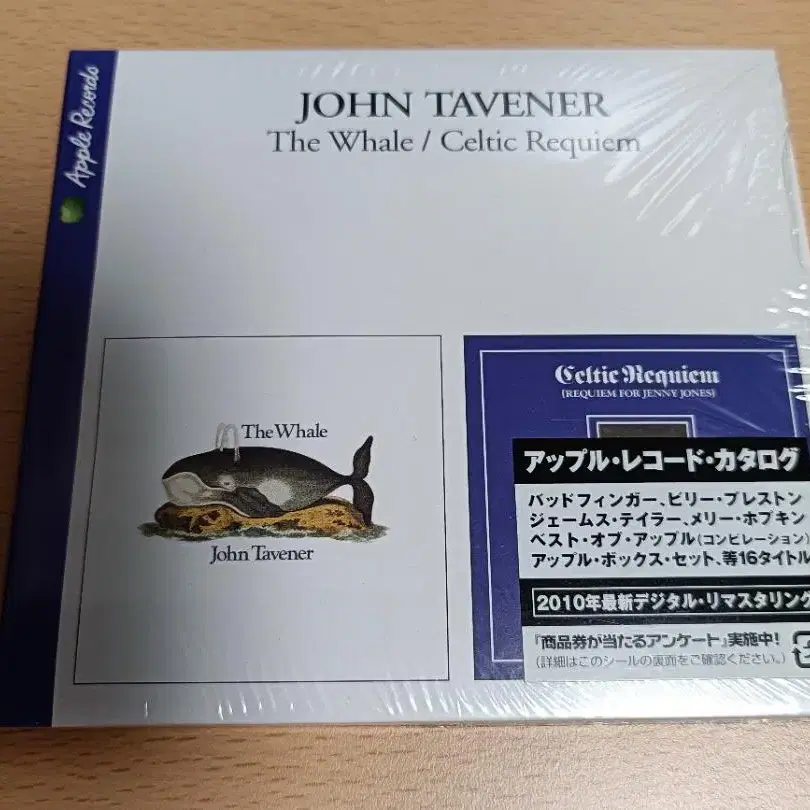 Apple Records
JOHN TAVENER
The Whale / Celtic Requiem
The Whale
John Tavener
Celtic Requiem
(REQUIEM FOR JENNY JONES)
アップル・レコード・カタログ
バッドフィンガー、ビリー・プレストン
ジェームス・テイラー、メリー・ホプキン
ベスト・オブ・アップル(コンピレーション)
アップル・ボックス・セット、等16タイトル
2010年最新デジタル・リマスタリング
『商品券が当たるアンケート』実施中!
(詳細はこのシールの裏面をご確認ください。)